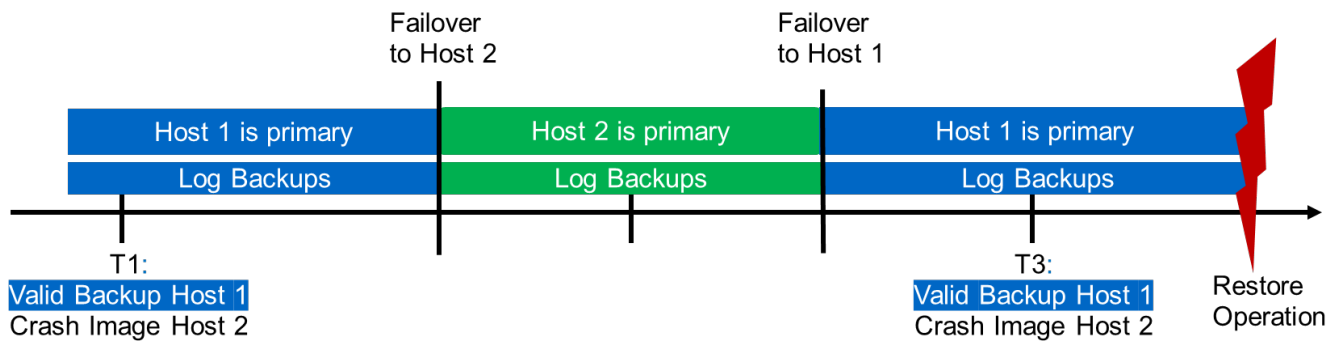 Failover
to Host 2
Failover
to Host 1
Host 1 is primary
Host 2 is primary
Host 1 is primary
Log Backups
Log Backups
Log Backups
T1:
Valid Backup Host 1
Crash Image Host 2
T3:
Valid Backup Host 1
Crash Image Host 2
Restore
Operation